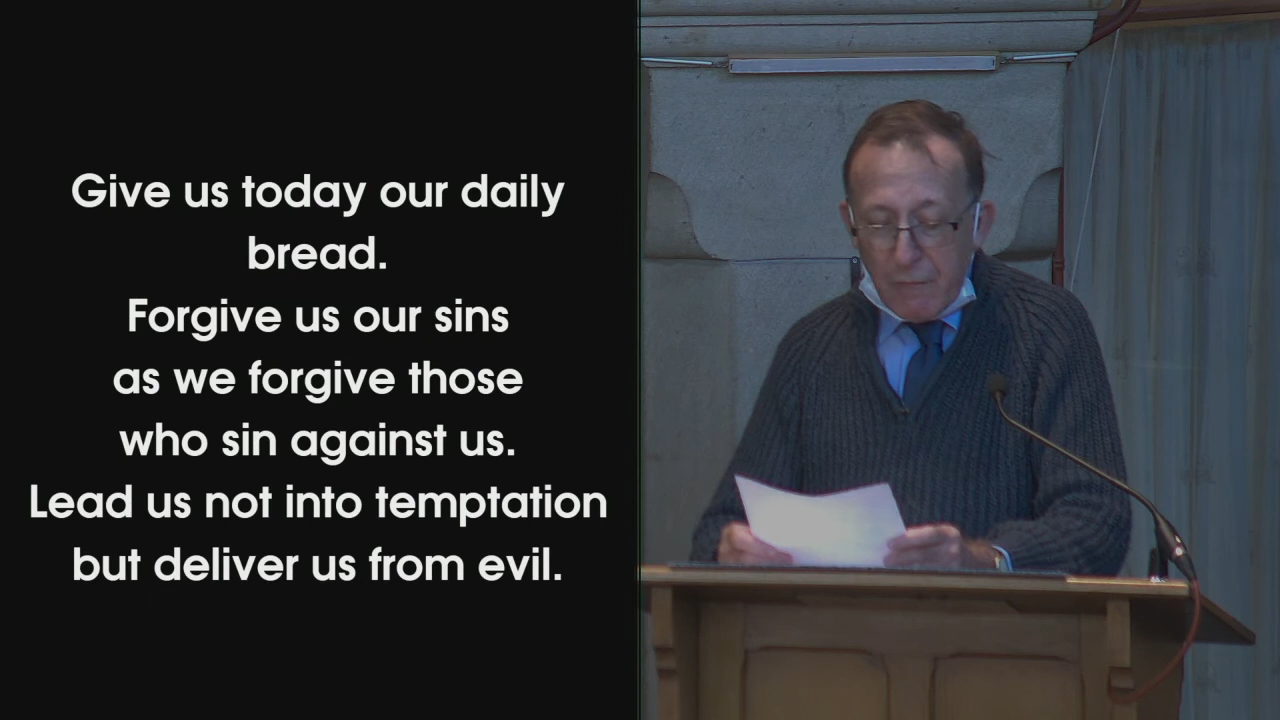 Give us today our daily
bread.
Forgive us our sins
as we forgive those
who sin against us.
Lead us not into temptation
but deliver us from evil.